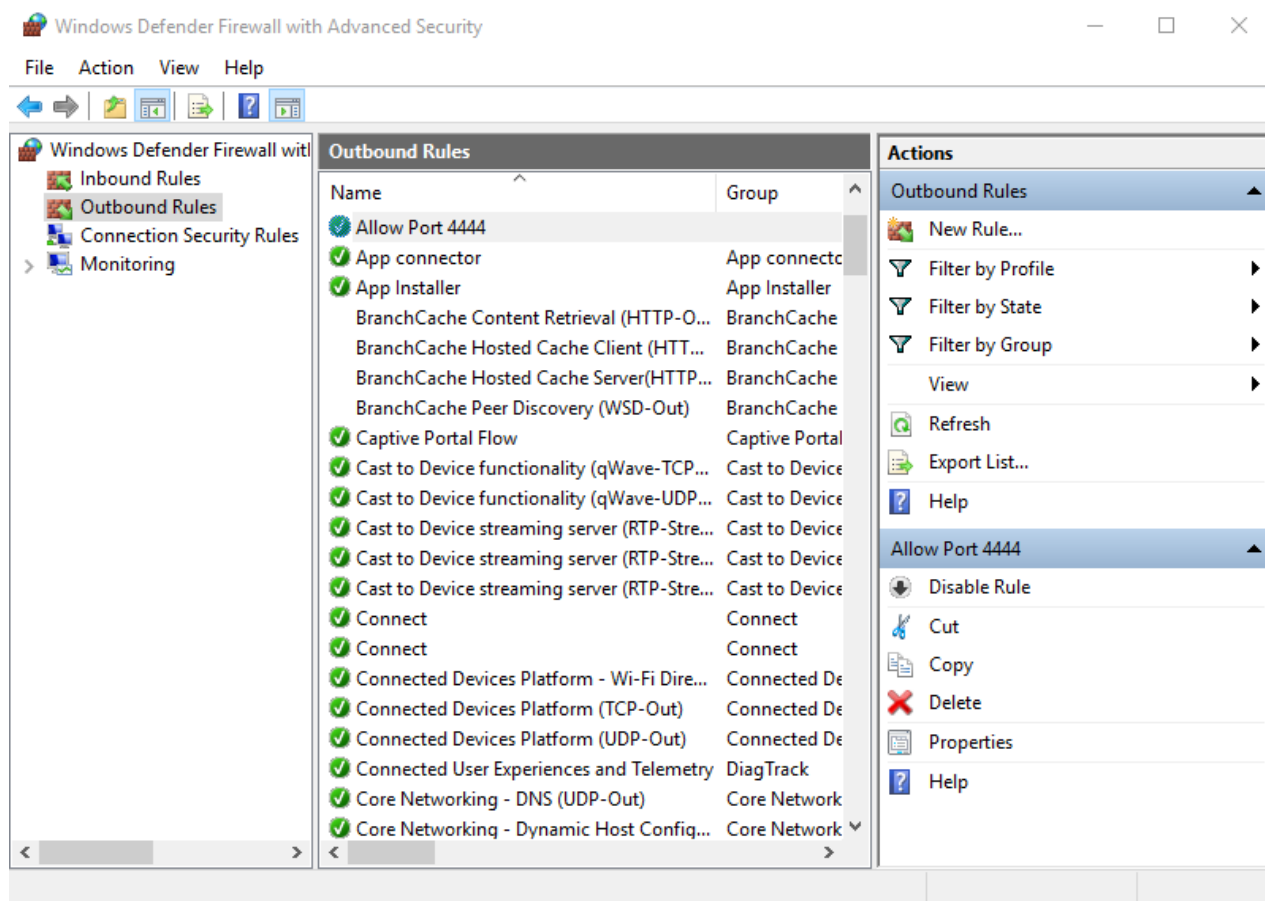 Windows Defender Firewall with Advanced Security
File Action View Help
Windows Defender Firewall witl
Inbound Rules
Outbound Rules
Connection Security Rules
Monitoring
Outbound Rules
Name Group
Allow Port 4444
App connector App connectc
App Installer App Installer
BranchCache Content Retrieval (HTTP-O... BranchCache
BranchCache Hosted Cache Client (HTT... BranchCache
BranchCache Hosted Cache Server(HTTP... BranchCache
BranchCache Peer Discovery (WSD-Out) BranchCache
Captive Portal Flow Captive Portal
Cast to Device functionality (qWave-TCP... Cast to Device
Cast to Device functionality (qWave-UDP... Cast to Device
Cast to Device streaming server (RTP-Stre... Cast to Device
Cast to Device streaming server (RTP-Stre... Cast to Device
Cast to Device streaming server (RTP-Stre... Cast to Device
Connect Connect
Connect Connect
Connected Devices Platform - Wi-Fi Dire... Connected De
Connected Devices Platform (TCP-Out) Connected De
Connected Devices Platform (UDP-Out) Connected De
Connected User Experiences and Telemetry DiagTrack
Core Networking - DNS (UDP-Out) Core Network
Core Networking - Dynamic Host Config... Core Network
Actions
Outbound Rules
New Rule...
Filter by Profile
Filter by State
Filter by Group
View
Refresh
Export List...
Help
Allow Port 4444
Disable Rule
Cut
Copy
Delete
Properties
Help